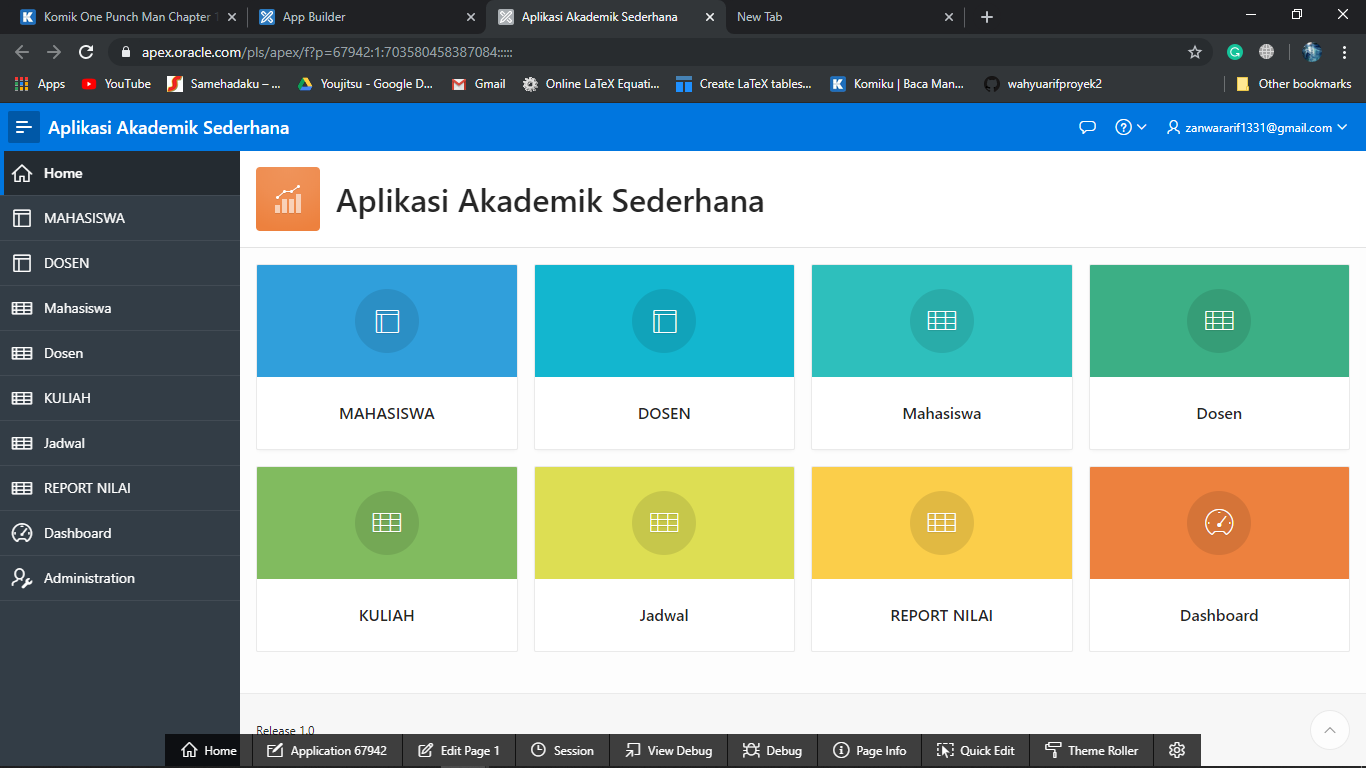 Komik One Punch Man Chapter 1
App Builder
Aplikasi Akademik Sederhana
New Tab
apex.oracle.com/pls/apex/f?p=67942:1:703580458387084:::::
Apps
YouTube
Samehadaku – ...
Youjitsu - Google D...
Gmail
Online LaTeX Equati...
Create LaTeX tables...
Komiku | Baca Man...
wahyuarifproyek2
Other bookmarks
Aplikasi Akademik Sederhana
zanwararif1331@gmail.com
Home
MAHASISWA
DOSEN
Mahasiswa
Dosen
KULIAH
Jadwal
REPORT NILAI
Dashboard
Administration
Aplikasi Akademik Sederhana
MAHASISWA
DOSEN
Mahasiswa
Dosen
KULIAH
Jadwal
REPORT NILAI
Dashboard
Release 1.0
Home
Application 67942
Edit Page 1
Session
View Debug
Debug
Page Info
Quick Edit
Theme Roller